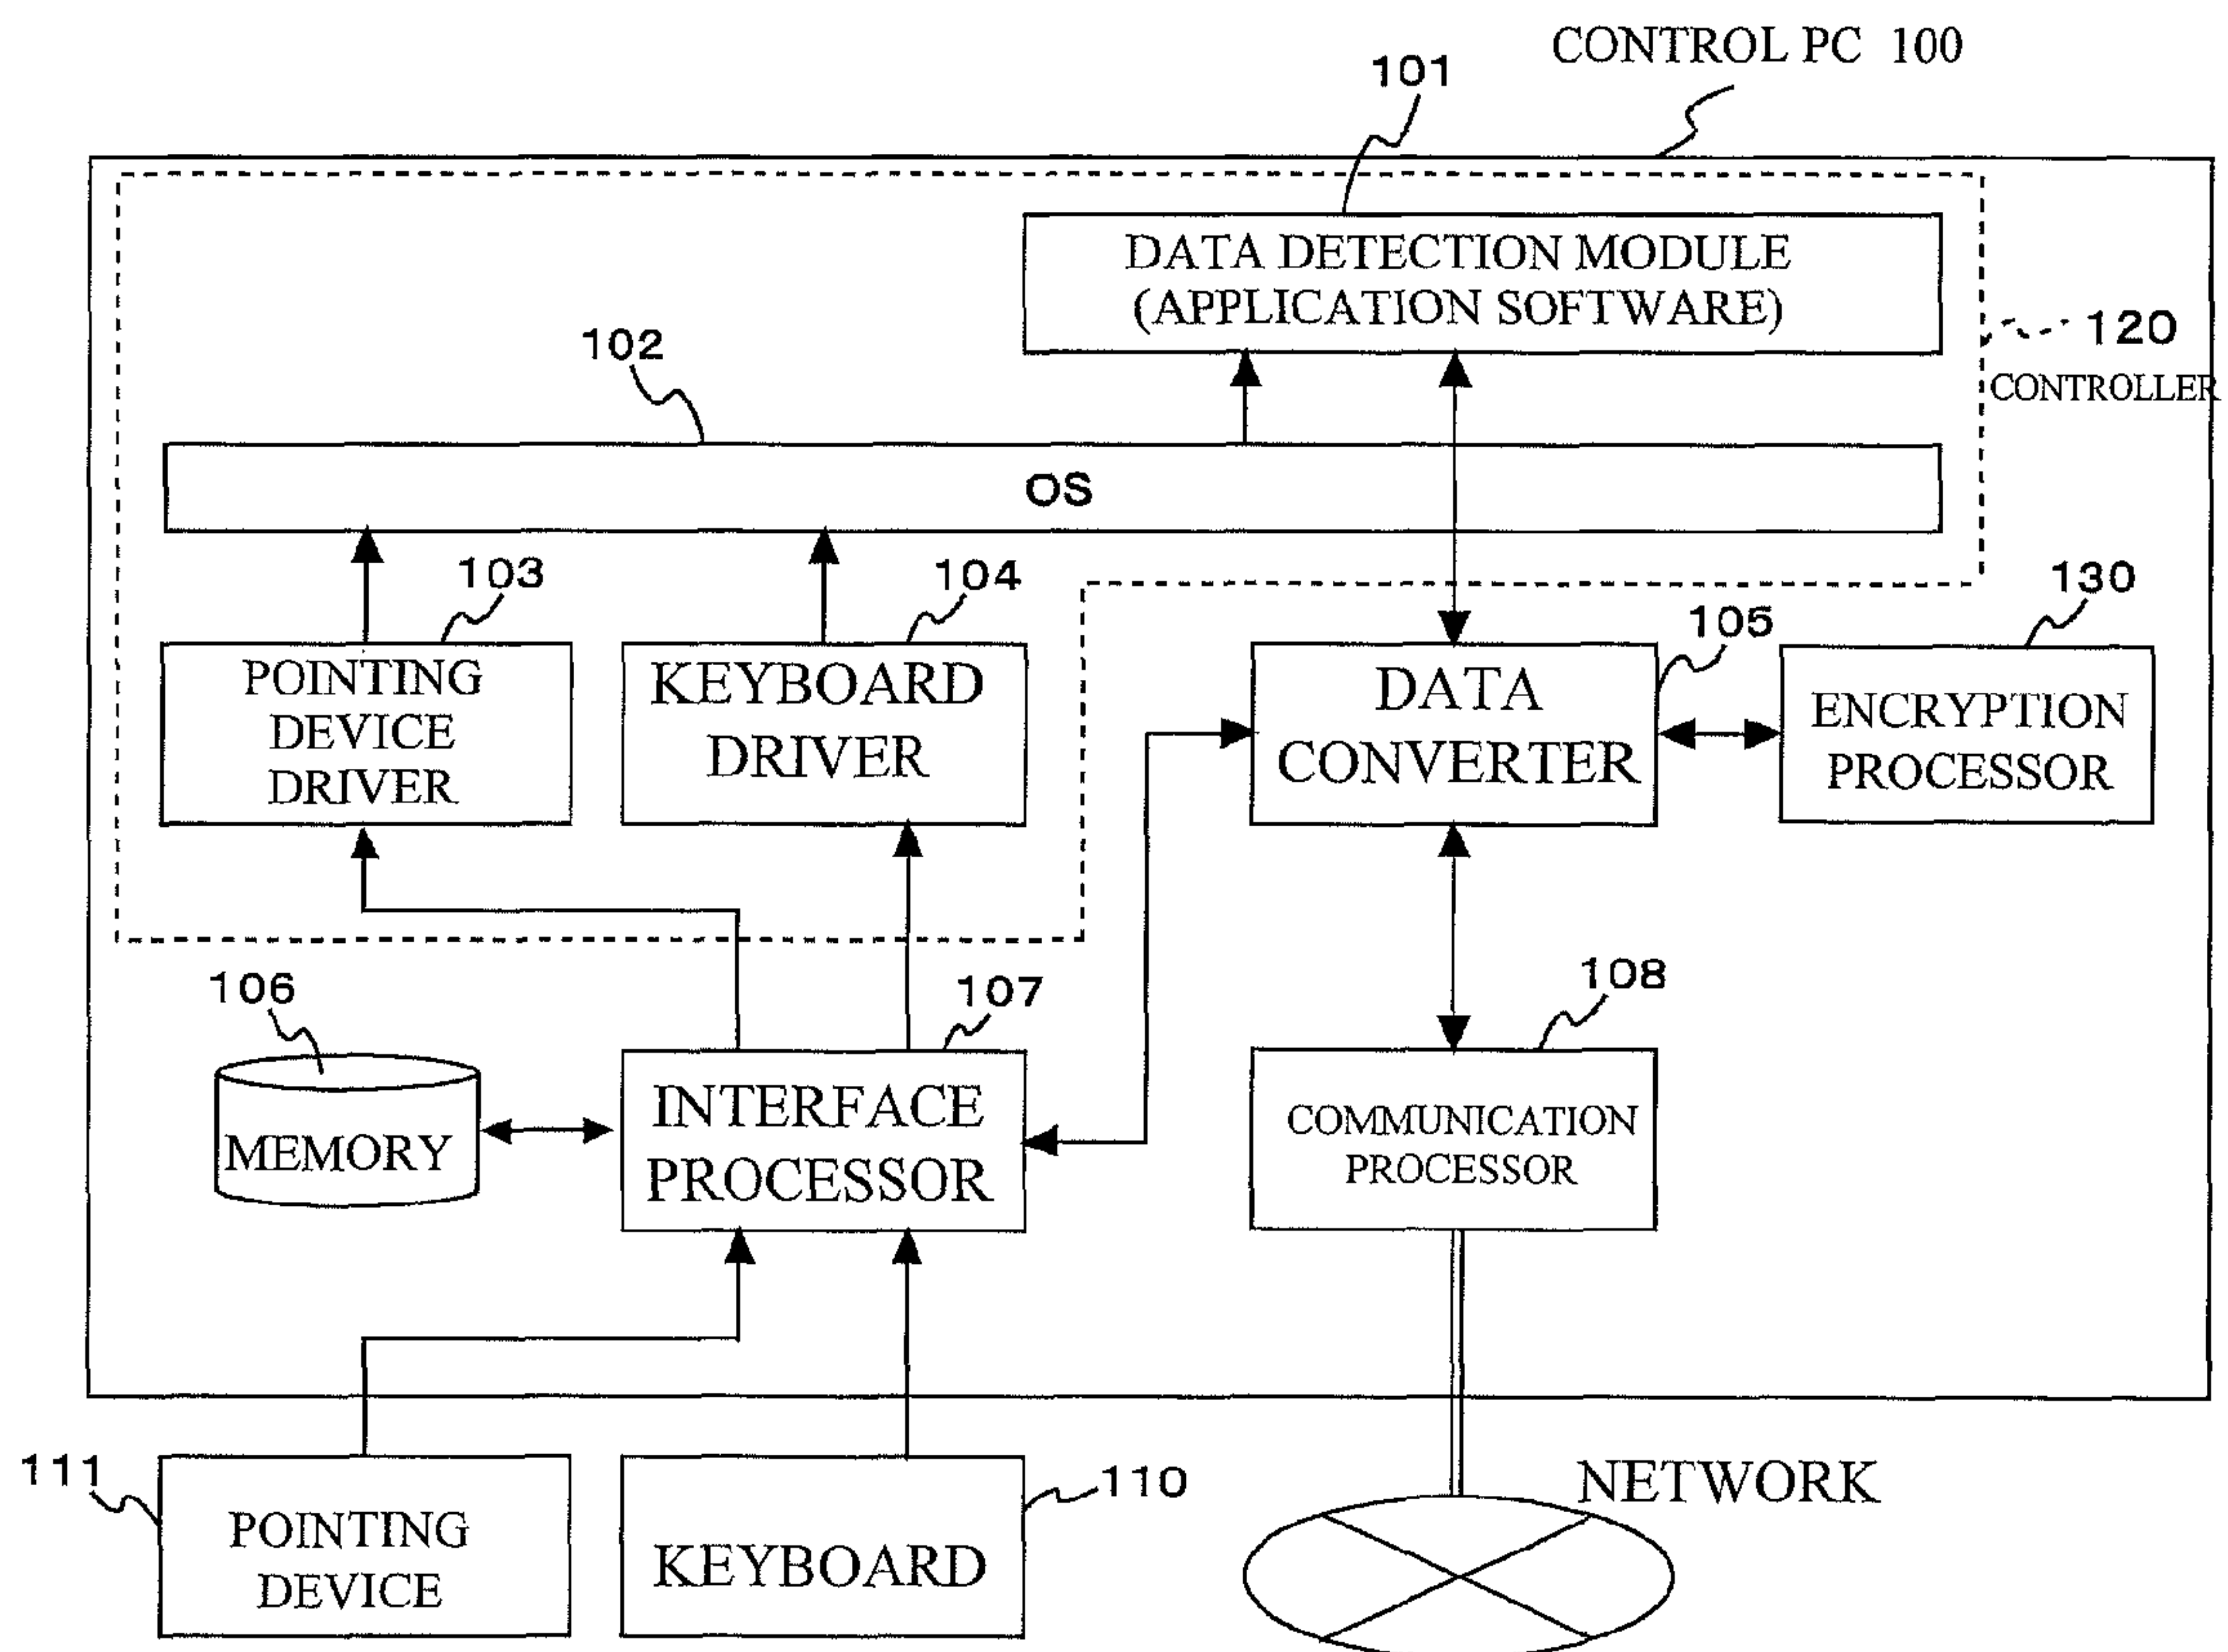 CONTROL PC 100
101
DATA DETECTION MODULE
(APPLICATION SOFTWARE)
120
CONTROLLER
102
OS
103
104
130
105
POINTING
DEVICE
DRIVER
KEYBOARD
DRIVER
DATA
CONVERTER
ENCRYPTION
PROCESSOR
106
107
108
MEMORY
INTERFACE
PROCESSOR
COMMUNICATION
PROCESSOR
111
POINTING
DEVICE
KEYBOARD
110
NETWORK